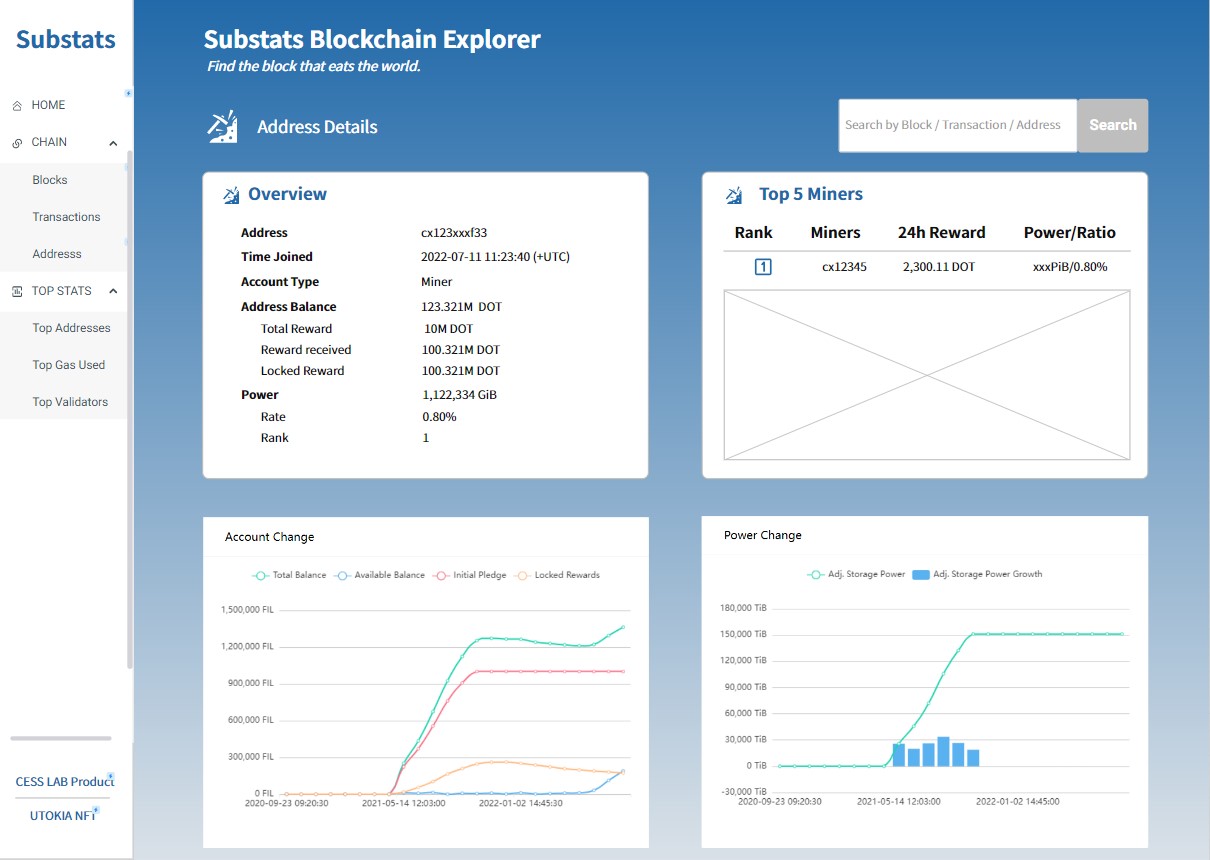 Substats
HOME
CHAIN
Blocks
Transactions
Addresss
TOP STATS
Top Addresses
Top Gas Used
Top Validators
CESS LAB Product
UTOKIA NFT
Substats Blockchain Explorer
Find the block that eats the world.
Address Details
Search by Block / Transaction / Address Search
Overview
Address cx123xxxf33
Time Joined 2022-07-11 11:23:40 (+UTC)
Account Type Miner
Address Balance 123.321M DOT
Total Reward 10M DOT
Reward received 100.321M DOT
Locked Reward 100.321M DOT
Power 1,122,334 GiB
Rate 0.80%
Rank 1
Top 5 Miners
Rank Miners 24h Reward Power/Ratio
1 cx12345 2,300.11 DOT xxxPiB/0.80%
Account Change
Total Balance Available Balance Initial Pledge Locked Rewards
1,500,000 FIL
1,200,000 FIL
900,000 FIL
600,000 FIL
300,000 FIL
0 FIL
2020-09-23 09:20:30 2021-05-14 12:03:00 2022-01-02 14:45:30
Power Change
Adj. Storage Power Adj. Storage Power Growth
180,000 TiB
150,000 TiB
120,000 TiB
90,000 TiB
60,000 TiB
30,000 TiB
0 TiB
-30,000 TiB
2020-09-23 09:20:30 2021-05-14 12:03:00 2022-01-02 14:45:00